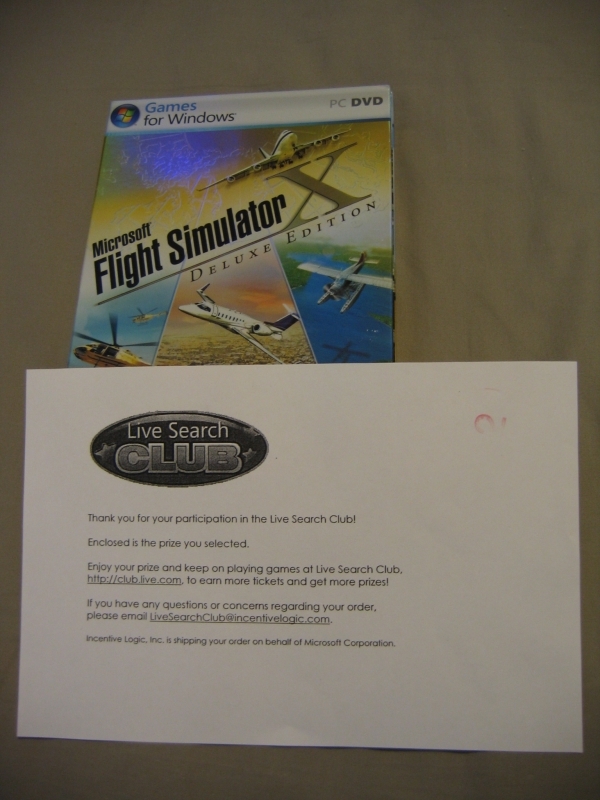 Games
for Windows
PC DVD
Microsoft
Flight Simulator X
DELUXE EDITION
Live Search
CLUB
Thank you for your participation in the Live Search Club!
Enclosed is the prize you selected.
Enjoy your prize and keep on playing games at Live Search Club,
http://club.live.com, to earn more tickets and get more prizes!
If you have any questions or concerns regarding your order,
please email LiveSearchClub@incentivelogic.com.
Incentive Logic, Inc. is shipping your order on behalf of Microsoft Corporation.